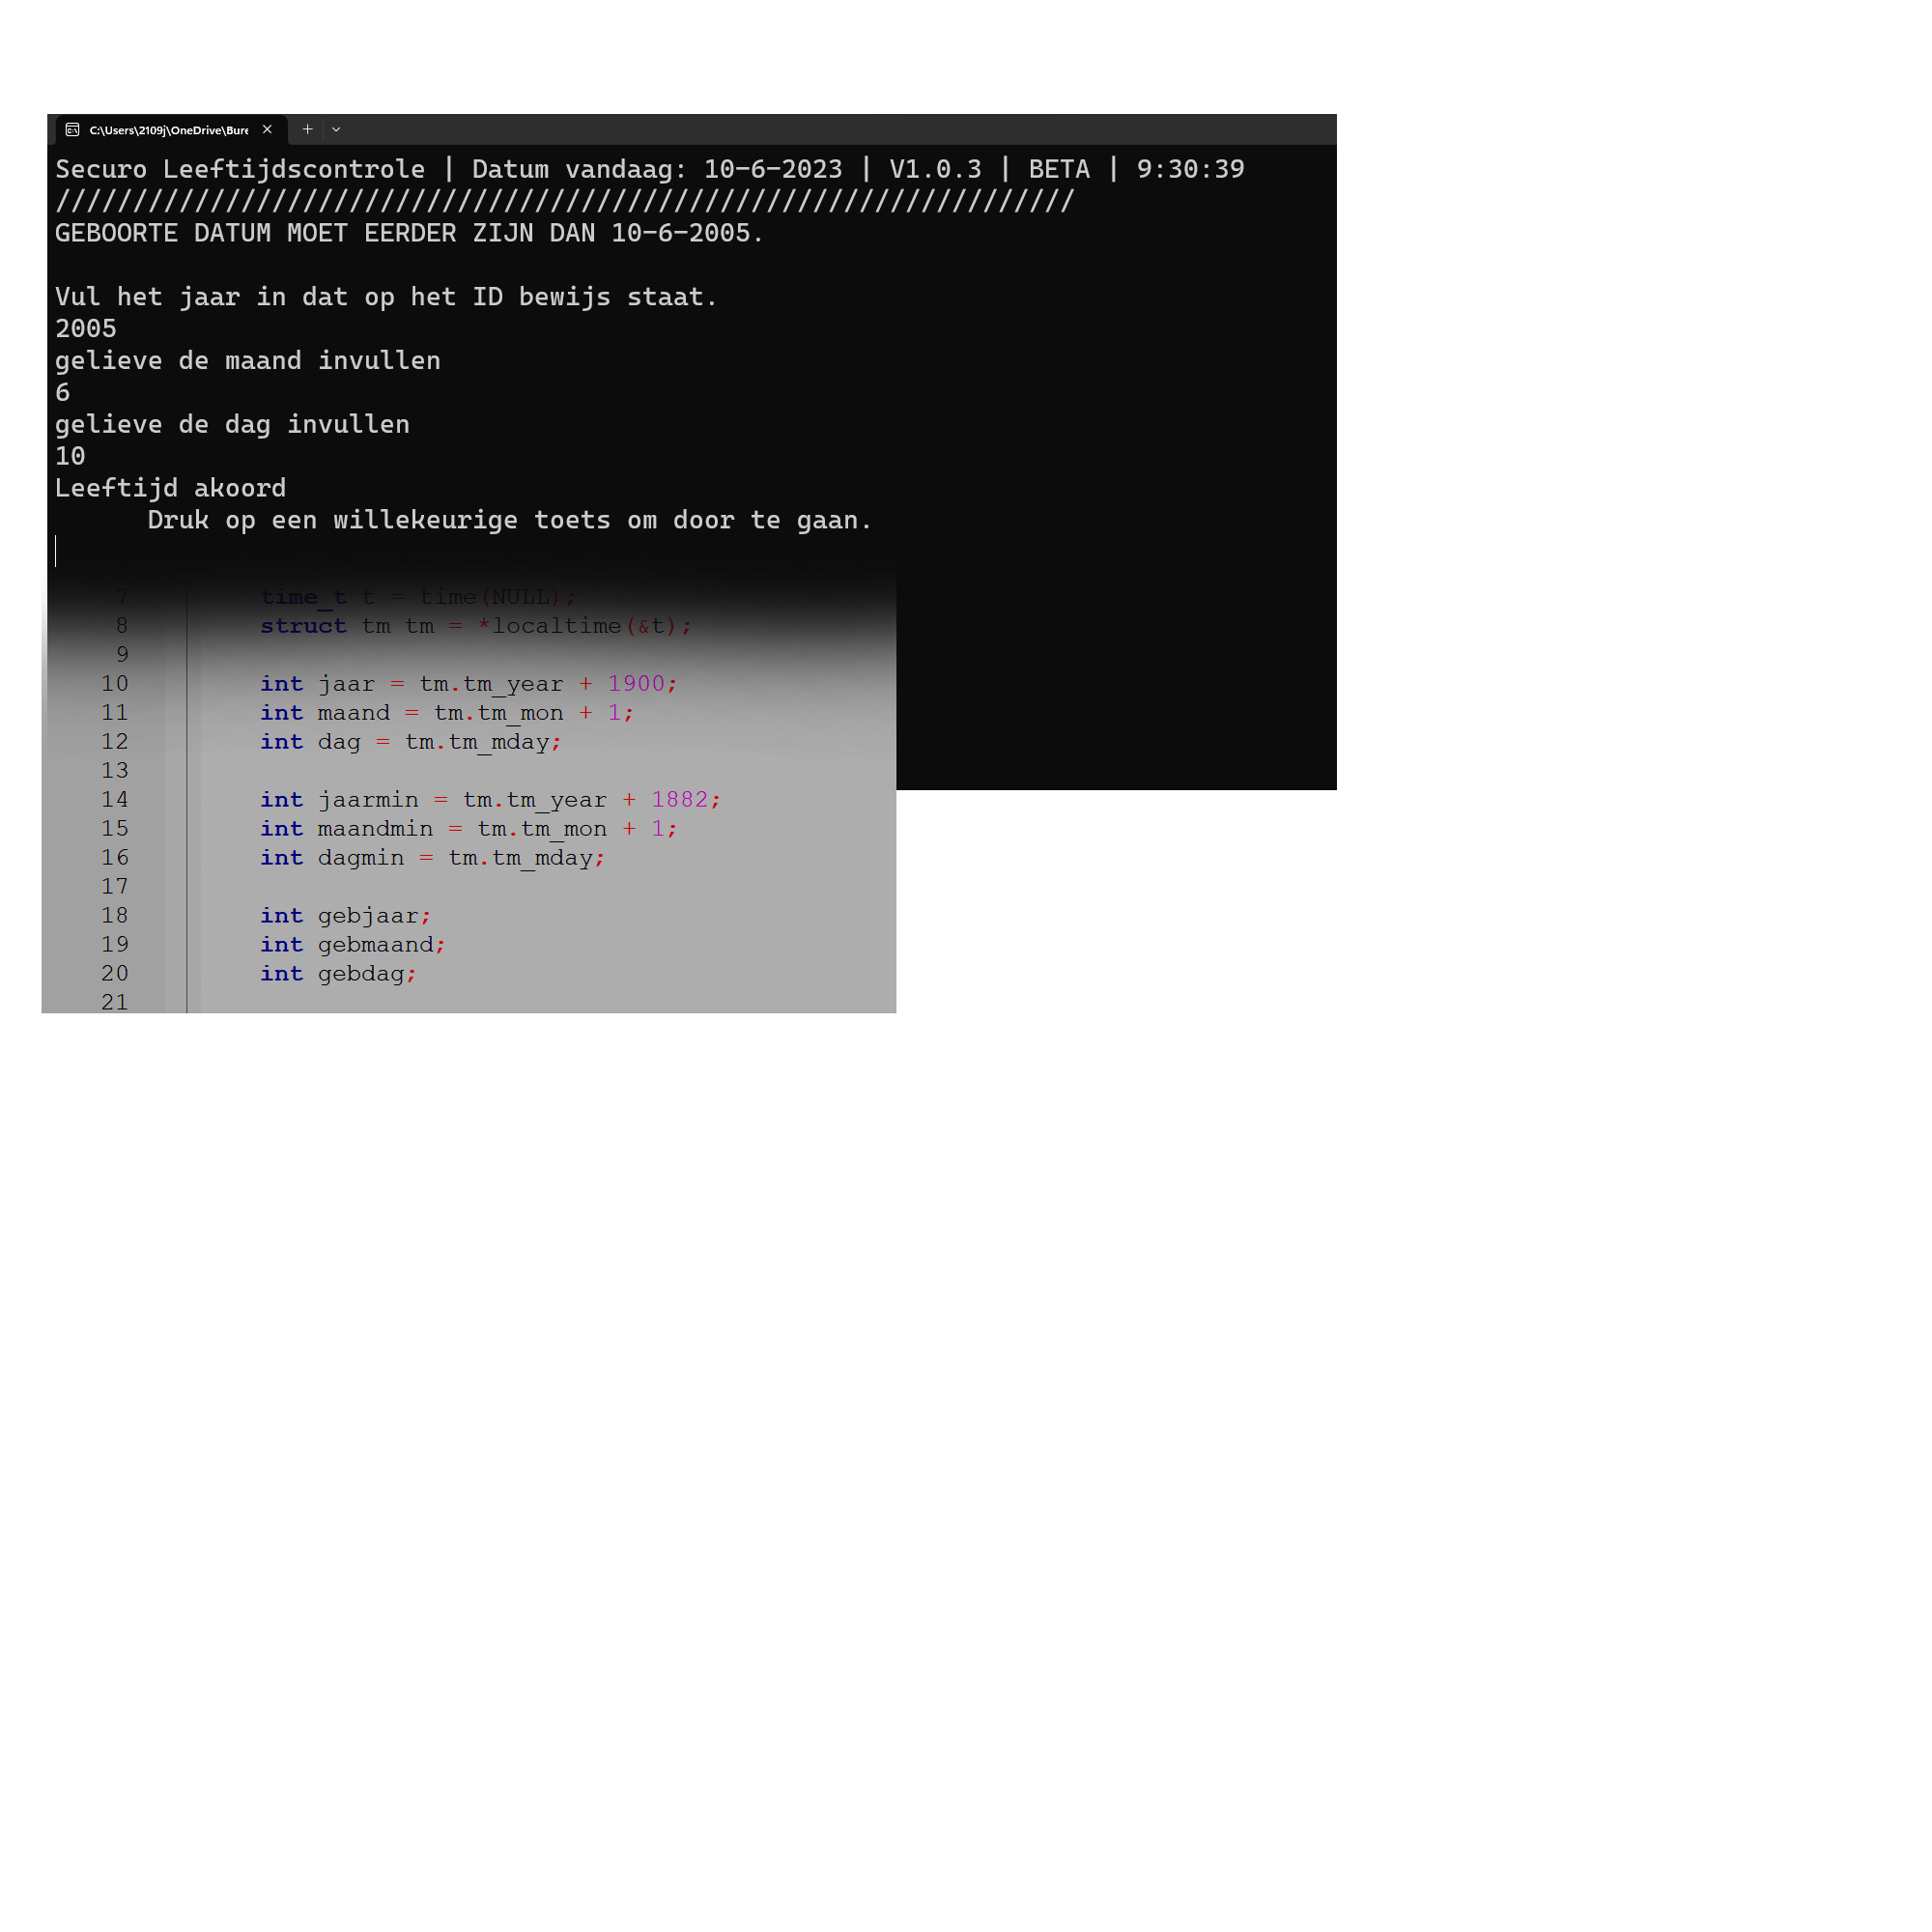 C:\Users\2109j\OneDrive\Bure
Securo Leeftijdscontrole | Datum vandaag: 10-6-2023 | V1.0.3 | BETA | 9:30:39
//////////////////////////////////////////////////////////////////
GEBOORTE DATUM MOET EERDER ZIJN DAN 10-6-2005.
Vul het jaar in dat op het ID bewijs staat.
2005
gelieve de maand invullen
6
gelieve de dag invullen
10
Leeftijd akoord
Druk op een willekeurige toets om door te gaan.
7 time_t t = time(NULL);
8 struct tm tm = *localtime(&t);
9
10 int jaar = tm.tm_year + 1900;
11 int maand = tm.tm_mon + 1;
12 int dag = tm.tm_mday;
13
14 int jaarmin = tm.tm_year + 1882;
15 int maandmin = tm.tm_mon + 1;
16 int dagmin = tm.tm_mday;
17
18 int gebjaar;
19 int gebmaand;
20 int gebdag;
21